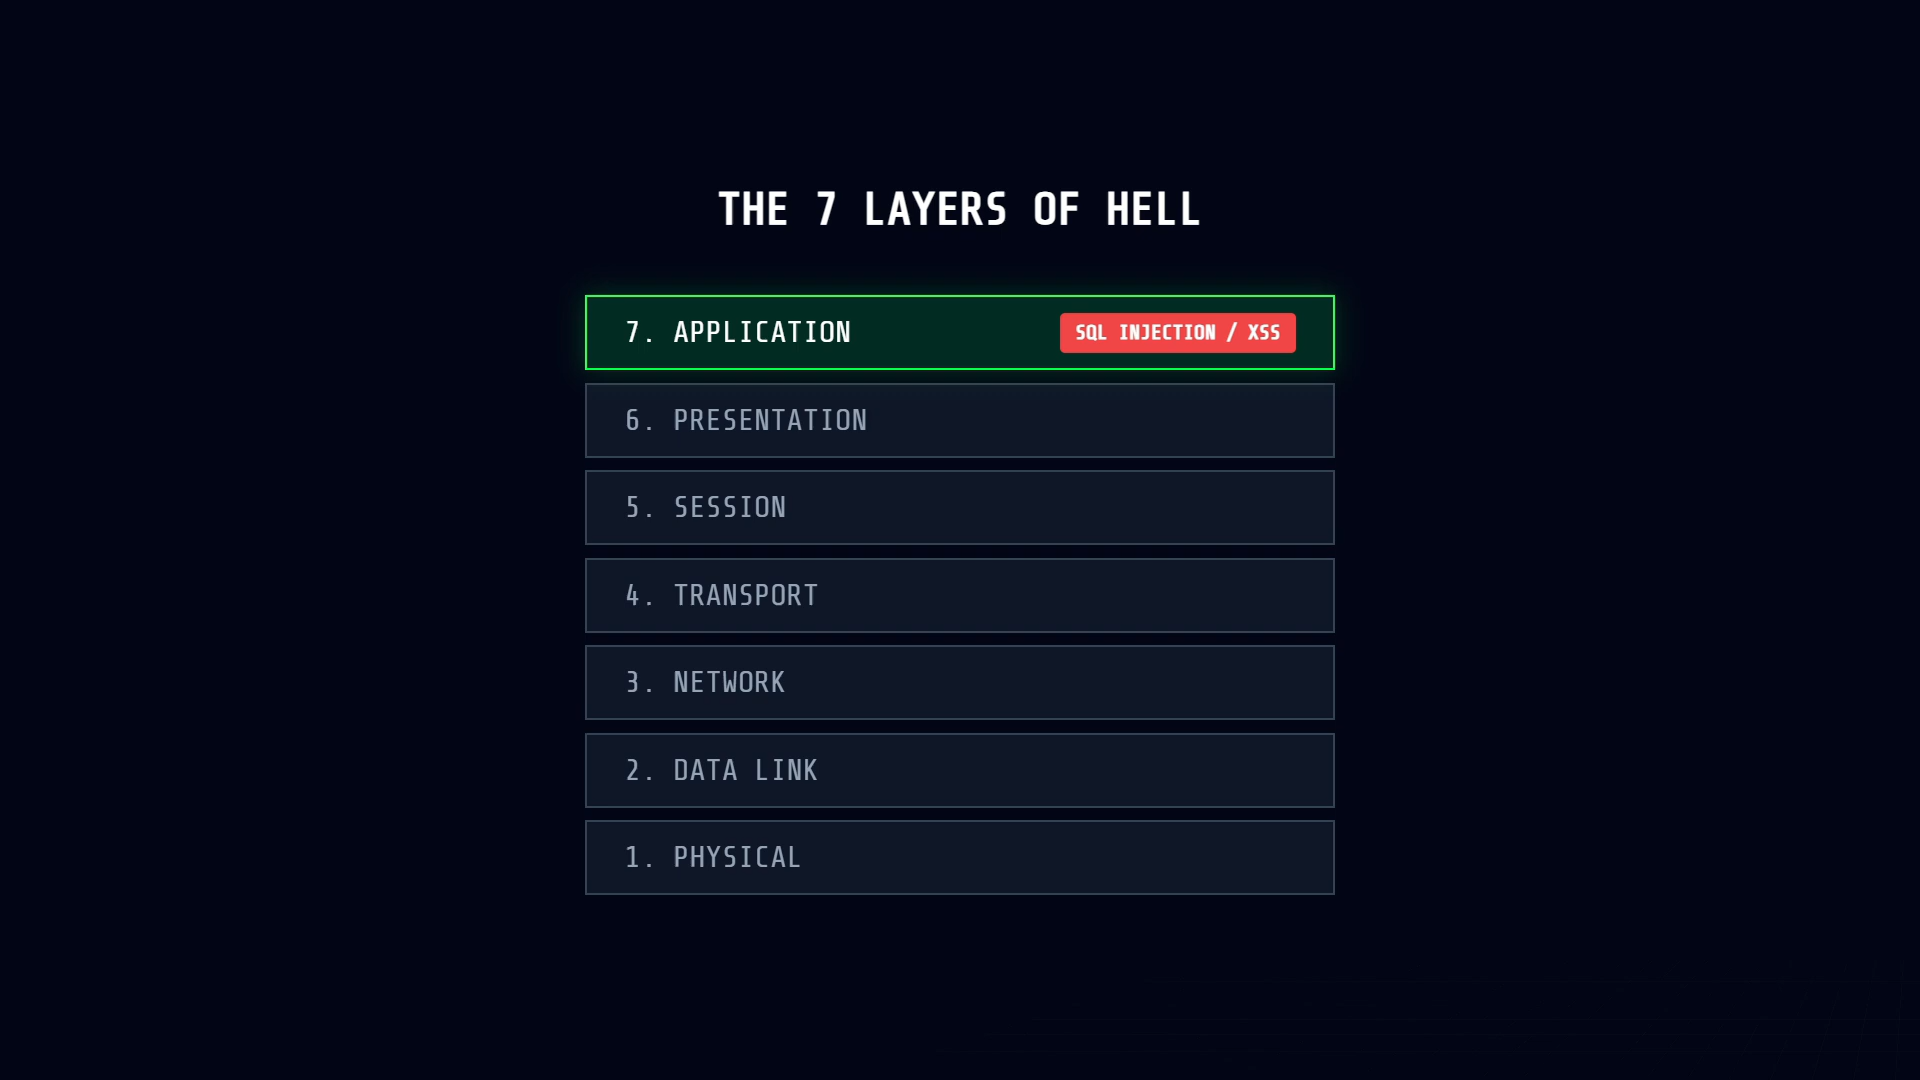 THE 7 LAYERS OF HELL
7. APPLICATION SQL INJECTION / XSS
6. PRESENTATION
5. SESSION
4. TRANSPORT
3. NETWORK
2. DATA LINK
1. PHYSICAL